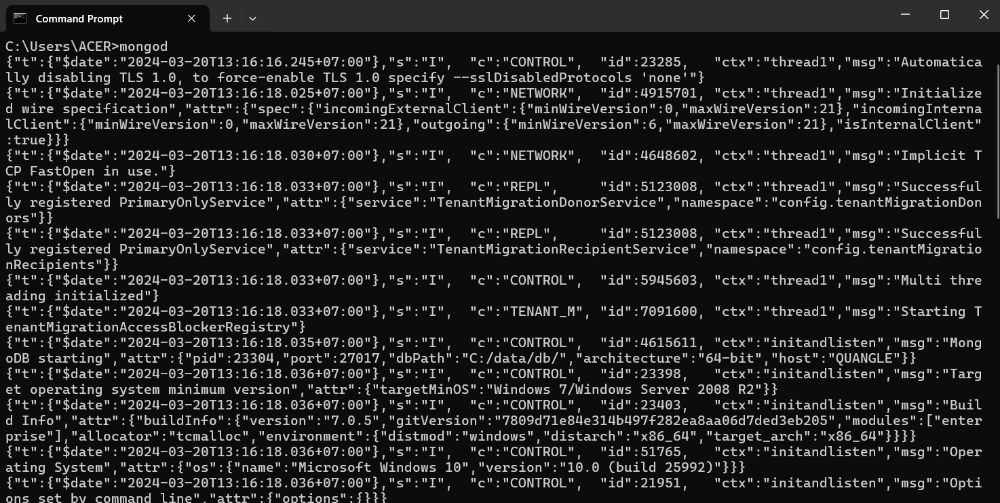 Command Prompt
C:\Users\ACER>mongod
{"t":{"$date":"2024-03-20T13:16:16.245+07:00"},"s":"I",  "c":"CONTROL",  "id":23285,   "ctx":"thread1","msg":"Automatica
lly disabling TLS 1.0, to force-enable TLS 1.0 specify --sslDisabledProtocols 'none'"}
{"t":{"$date":"2024-03-20T13:16:18.025+07:00"},"s":"I",  "c":"NETWORK",  "id":4915701, "ctx":"thread1","msg":"Initialize
d wire specification","attr":{"spec":{"incomingExternalClient":{"minWireVersion":0,"maxWireVersion":21},"incomingInterna
lClient":{"minWireVersion":0,"maxWireVersion":21},"outgoing":{"minWireVersion":6,"maxWireVersion":21},"isInternalClient"
:true}}}
{"t":{"$date":"2024-03-20T13:16:18.030+07:00"},"s":"I",  "c":"NETWORK",  "id":4648602, "ctx":"thread1","msg":"Implicit T
CP FastOpen in use."}
{"t":{"$date":"2024-03-20T13:16:18.033+07:00"},"s":"I",  "c":"REPL",     "id":5123008, "ctx":"thread1","msg":"Successful
ly registered PrimaryOnlyService","attr":{"service":"TenantMigrationDonorService","namespace":"config.tenantMigrationDon
ors"}}
{"t":{"$date":"2024-03-20T13:16:18.033+07:00"},"s":"I",  "c":"REPL",     "id":5123008, "ctx":"thread1","msg":"Successful
ly registered PrimaryOnlyService","attr":{"service":"TenantMigrationRecipientService","namespace":"config.tenantMigratio
nRecipients"}}
{"t":{"$date":"2024-03-20T13:16:18.033+07:00"},"s":"I",  "c":"CONTROL",  "id":5945603, "ctx":"thread1","msg":"Multi thre
ading initialized"}
{"t":{"$date":"2024-03-20T13:16:18.033+07:00"},"s":"I",  "c":"TENANT_M", "id":7091600, "ctx":"thread1","msg":"Starting T
enantMigrationAccessBlockerRegistry"}
{"t":{"$date":"2024-03-20T13:16:18.035+07:00"},"s":"I",  "c":"CONTROL",  "id":4615611, "ctx":"initandlisten","msg":"Mong
oDB starting","attr":{"pid":23304,"port":27017,"dbPath":"C:/data/db/","architecture":"64-bit","host":"QUANGLE"}}
{"t":{"$date":"2024-03-20T13:16:18.036+07:00"},"s":"I",  "c":"CONTROL",  "id":23398,   "ctx":"initandlisten","msg":"Targ
et operating system minimum version","attr":{"targetMinOS":"Windows 7/Windows Server 2008 R2"}}
{"t":{"$date":"2024-03-20T13:16:18.036+07:00"},"s":"I",  "c":"CONTROL",  "id":23403,   "ctx":"initandlisten","msg":"Buil
d Info","attr":{"buildInfo":{"version":"7.0.5","gitVersion":"7809d71e84e314b497f282ea8aa06d7ded3eb205","modules":["enter
prise"],"allocator":"tcmalloc","environment":{"distmod":"windows","distarch":"x86_64","target_arch":"x86_64"}}}}
{"t":{"$date":"2024-03-20T13:16:18.036+07:00"},"s":"I",  "c":"CONTROL",  "id":51765,   "ctx":"initandlisten","msg":"Oper
ating System","attr":{"os":{"name":"Microsoft Windows 10","version":"10.0 (build 25992)"}}}
{"t":{"$date":"2024-03-20T13:16:18.036+07:00"},"s":"I",  "c":"CONTROL",  "id":21951,   "ctx":"initandlisten","msg":"Opti
ons set by command line","attr":{"options":{}}}